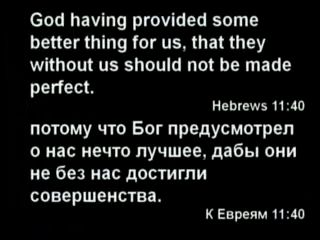 God having provided some
better thing for us, that they
without us should not be made
perfect.
Hebrews 11:40
потому что Бог предусмотрел
о нас нечто лучшее, дабы они
не без нас достигли
совершенства.
К Евреям 11:40